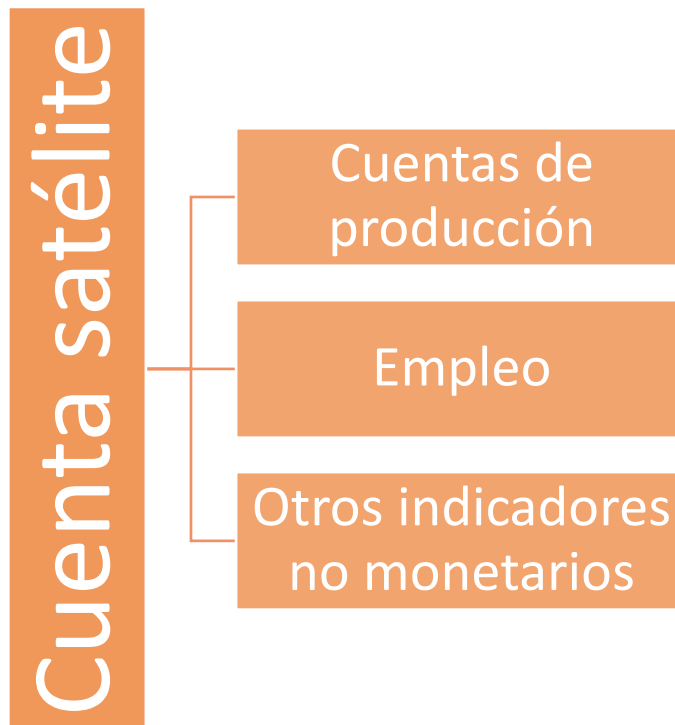 Cuenta satélite
Cuentas de
producción
Empleo
Otros indicadores
no monetarios